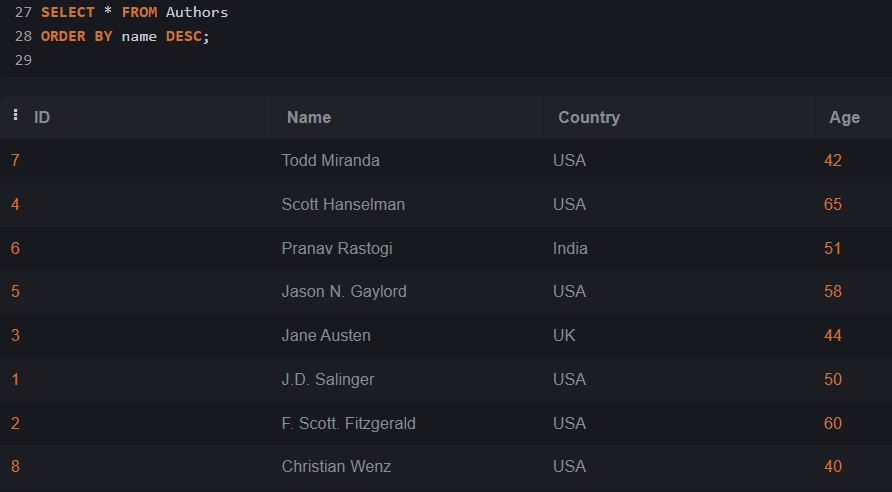 27 SELECT * FROM Authors
28 ORDER BY name DESC;
29
ID Name Country Age
7 Todd Miranda USA 42
4 Scott Hanselman USA 65
6 Pranav Rastogi India 51
5 Jason N. Gaylord USA 58
3 Jane Austen UK 44
1 J.D. Salinger USA 50
2 F. Scott. Fitzgerald USA 60
8 Christian Wenz USA 40